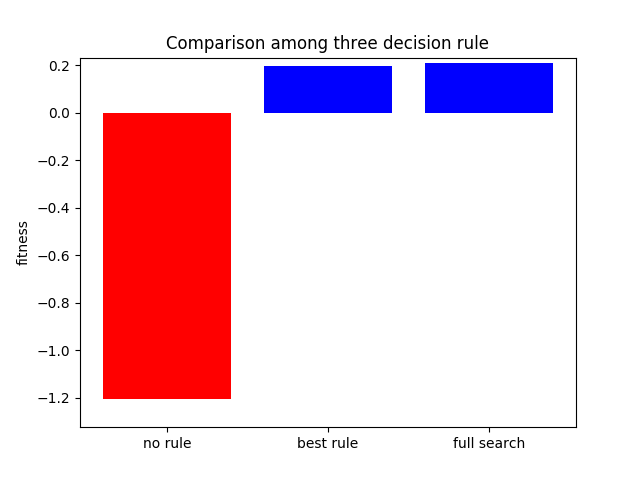 Comparison among three decision rule
fitness
0.2
0.0
−0.2
−0.4
−0.6
−0.8
−1.0
−1.2
no rule
best rule
full search